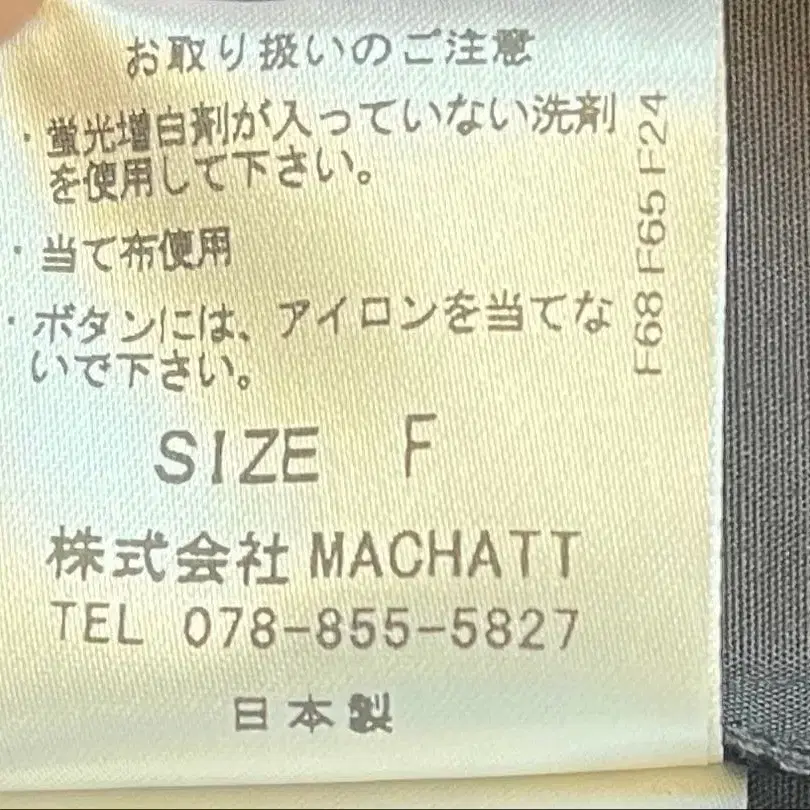 お取り扱いのご注意
・蛍光増白剤が入っていない洗剤
を使用して下さい。
・当て布使用
・ボタンには、アイロンを当てな
いで下さい。
SIZE F
株式会社 MACHATT
TEL 078-855-5827
日本製
F68 F65 F24